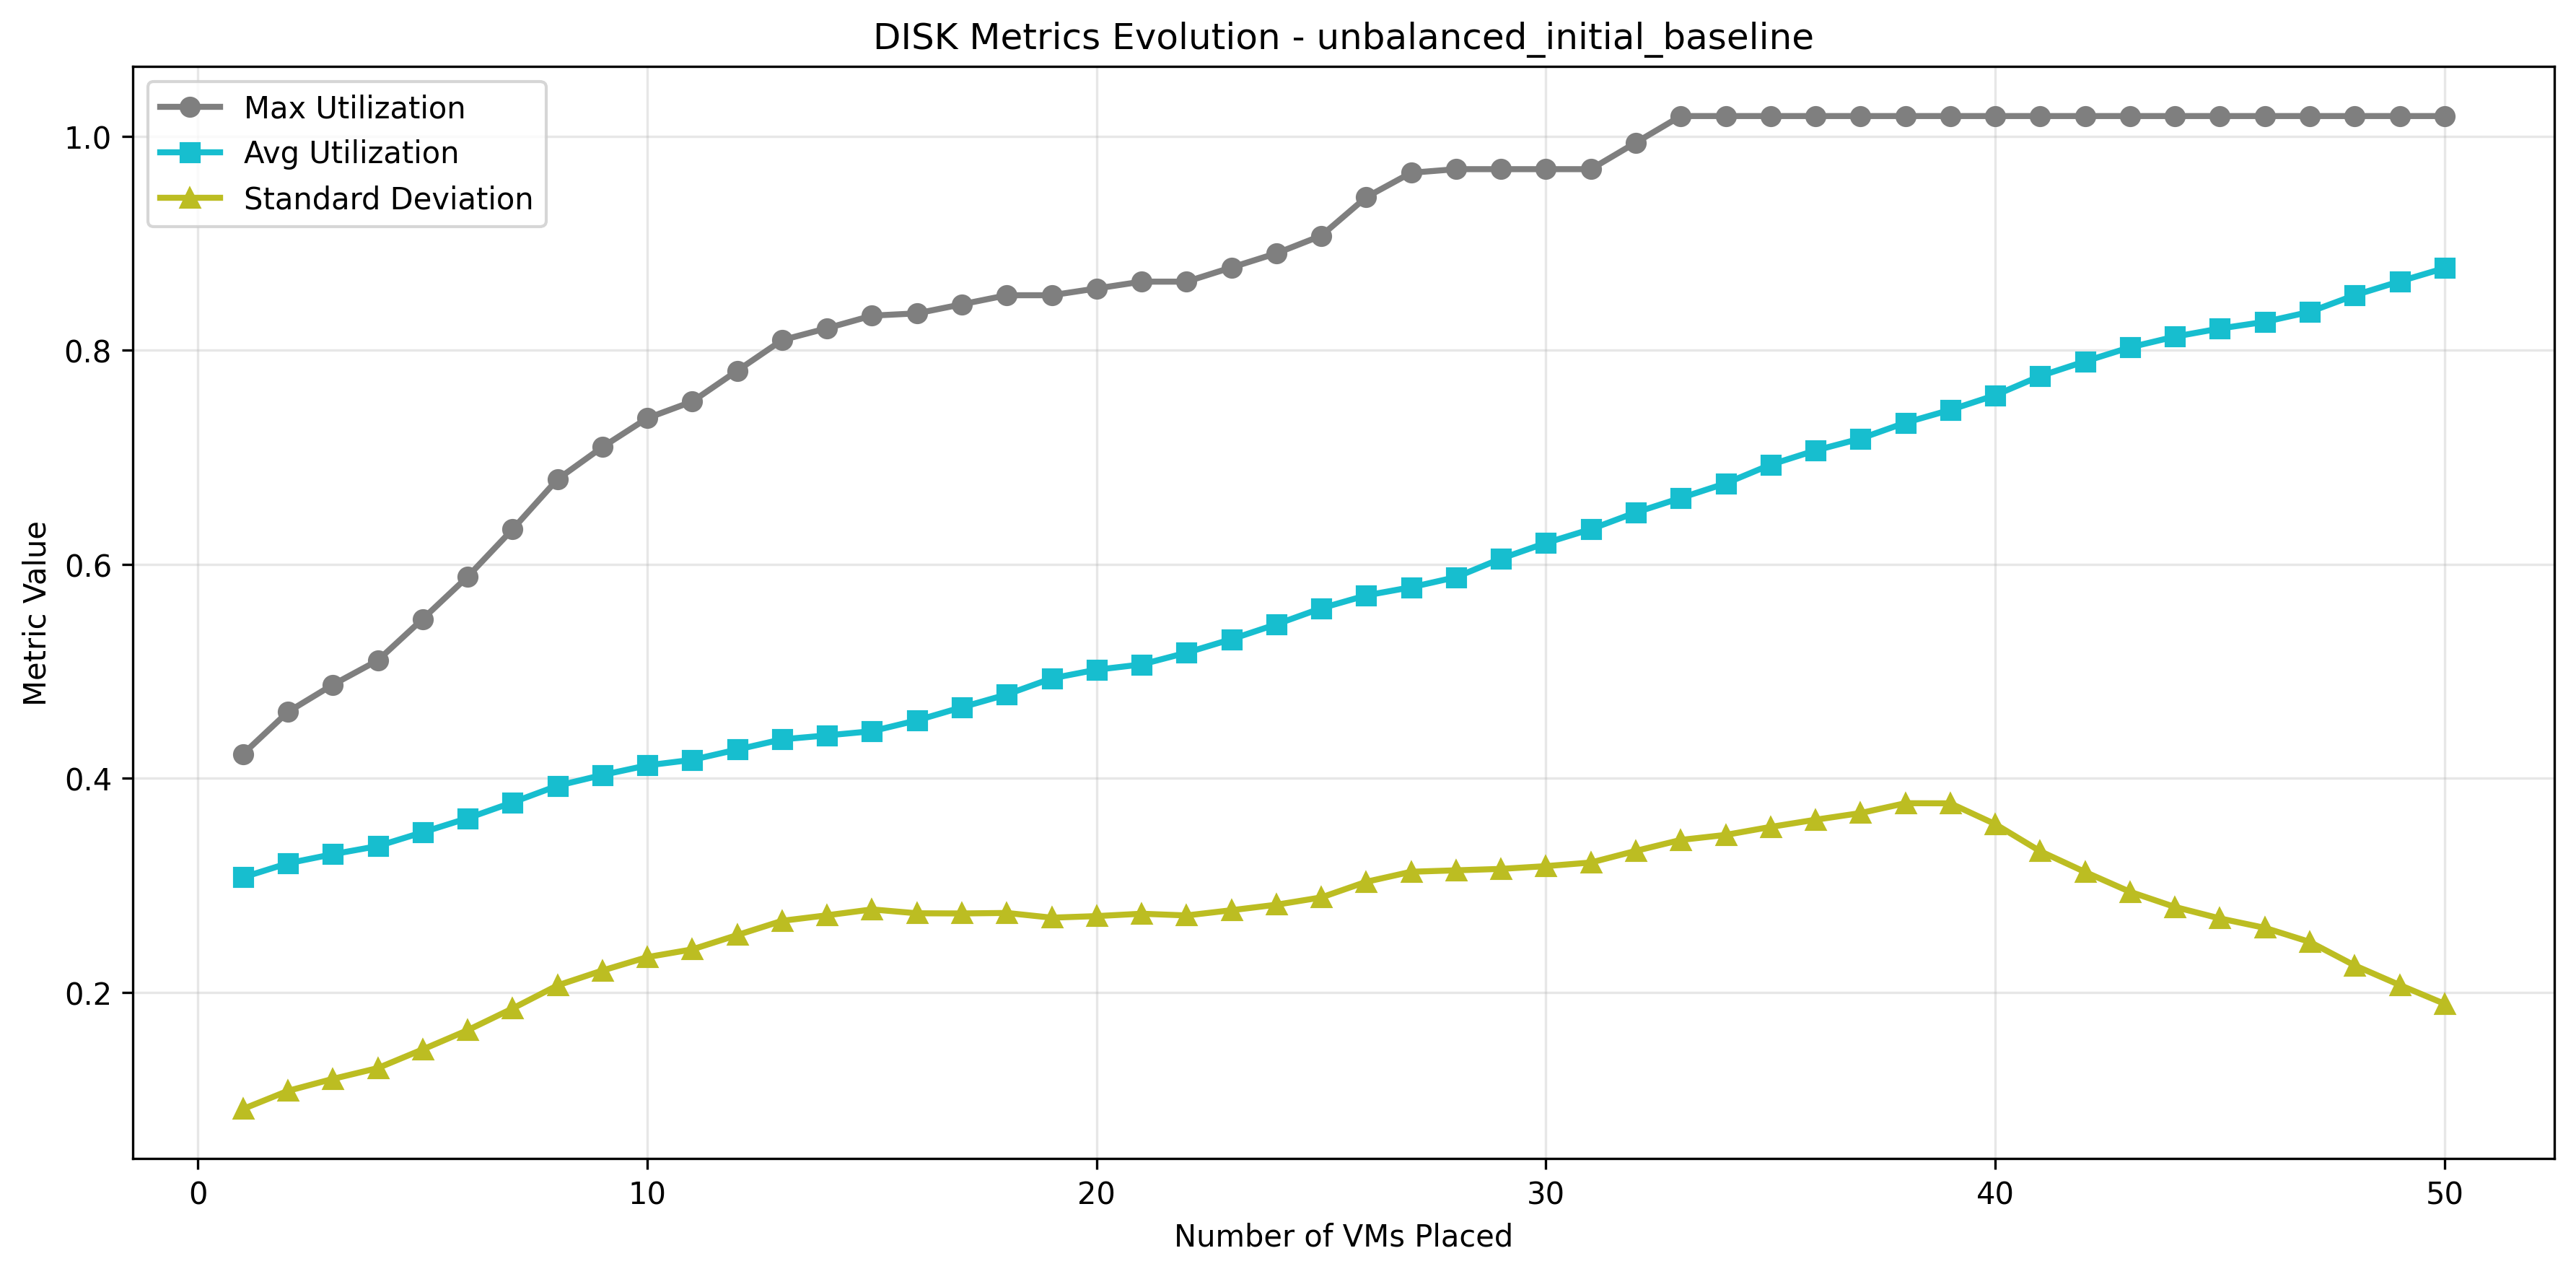 DISK Metrics Evolution - unbalanced_initial_baseline
Max Utilization
Avg Utilization
Standard Deviation
Metric Value
1.0
0.8
0.6
0.4
0.2
0 10 20 30 40 50
Number of VMs Placed